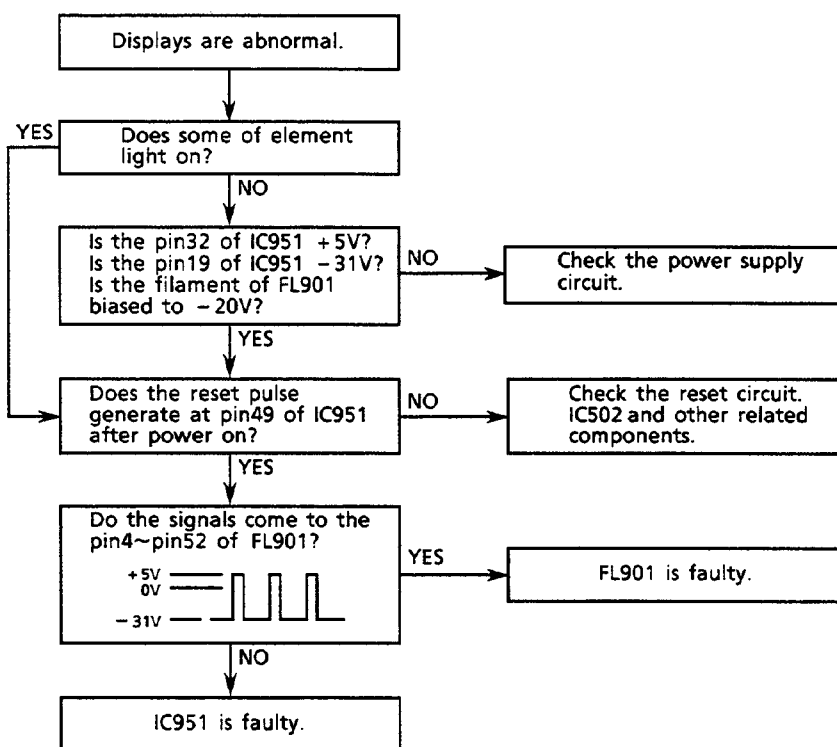 Displays are abnormal.
YES
Does some of element
light on?
NO
Is the pin32 of IC951 +5V?
Is the pin19 of IC951 −31V?
Is the filament of FL901
biased to −20V?
NO
Check the power supply
circuit.
YES
Does the reset pulse
generate at pin49 of IC951
after power on?
NO
Check the reset circuit.
IC502 and other related
components.
YES
Do the signals come to the
pin4~pin52 of FL901?
+5V
0V
−31V
YES
FL901 is faulty.
NO
IC951 is faulty.